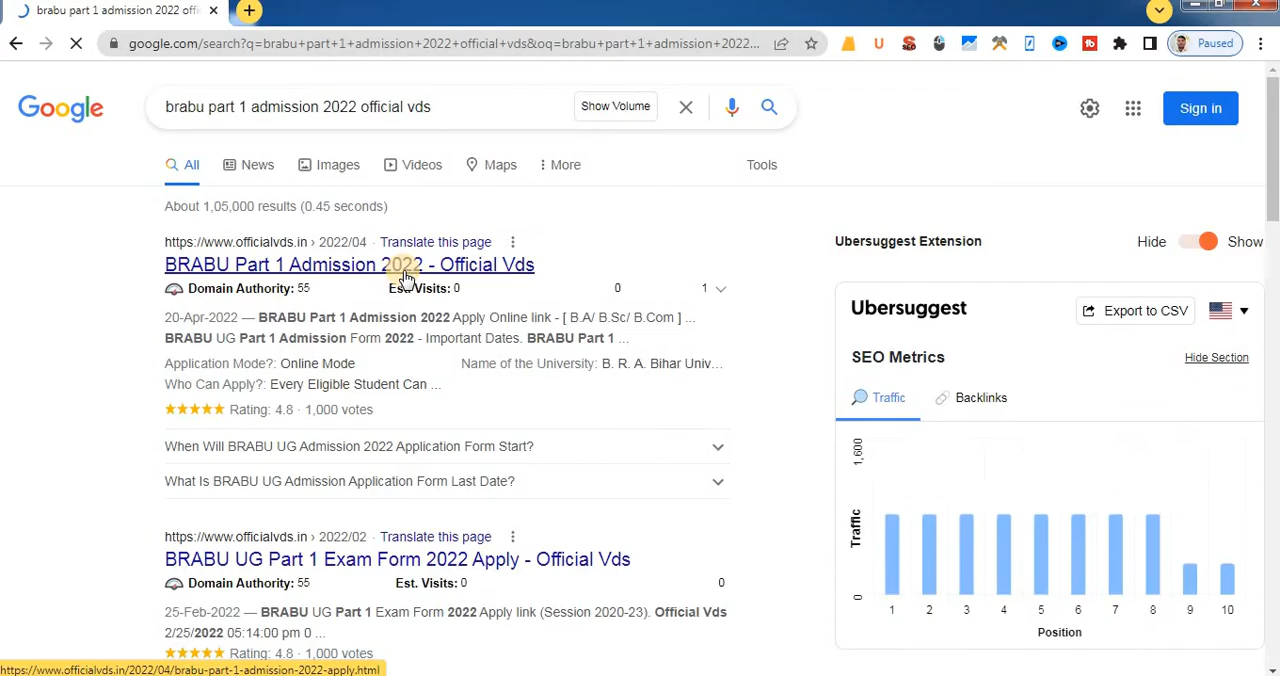 brabu part 1 admission 2022 offi
google.com/search?q=brabu+part+1+admission+2022+official+vds&oq=brabu+part+1+admission+2022...
Paused
Google
brabu part 1 admission 2022 official vds
Show Volume
Sign in
All
News
Images
Videos
Maps
More
Tools
About 1,05,000 results (0.45 seconds)
https://www.officialvds.in › 2022/04 · Translate this page
BRABU Part 1 Admission 2022 - Official Vds
Domain Authority: 55 Est. Visits: 0 0 1
20-Apr-2022 — BRABU Part 1 Admission 2022 Apply Online link - [ B.A/ B.Sc/ B.Com ] ...
BRABU UG Part 1 Admission Form 2022 - Important Dates. BRABU Part 1 ...
Application Mode?: Online Mode Name of the University: B. R. A. Bihar Univ...
Who Can Apply?: Every Eligible Student Can ...
Rating: 4.8 · 1,000 votes
When Will BRABU UG Admission 2022 Application Form Start?
What Is BRABU UG Admission Application Form Last Date?
https://www.officialvds.in › 2022/02 · Translate this page
BRABU UG Part 1 Exam Form 2022 Apply - Official Vds
Domain Authority: 55 Est. Visits: 0 0
25-Feb-2022 — BRABU UG Part 1 Exam Form 2022 Apply link (Session 2020-23). Official Vds
2/25/2022 05:14:00 pm 0 ...
Rating: 4.8 · 1,000 votes
https://www.officialvds.in/2022/04/brabu-part-1-admission-2022-apply.html
Ubersuggest Extension
Hide
Show
Ubersuggest
Export to CSV
SEO Metrics
Hide Section
Traffic
Backlinks
1,600
Traffic
0
1 2 3 4 5 6 7 8 9 10
Position